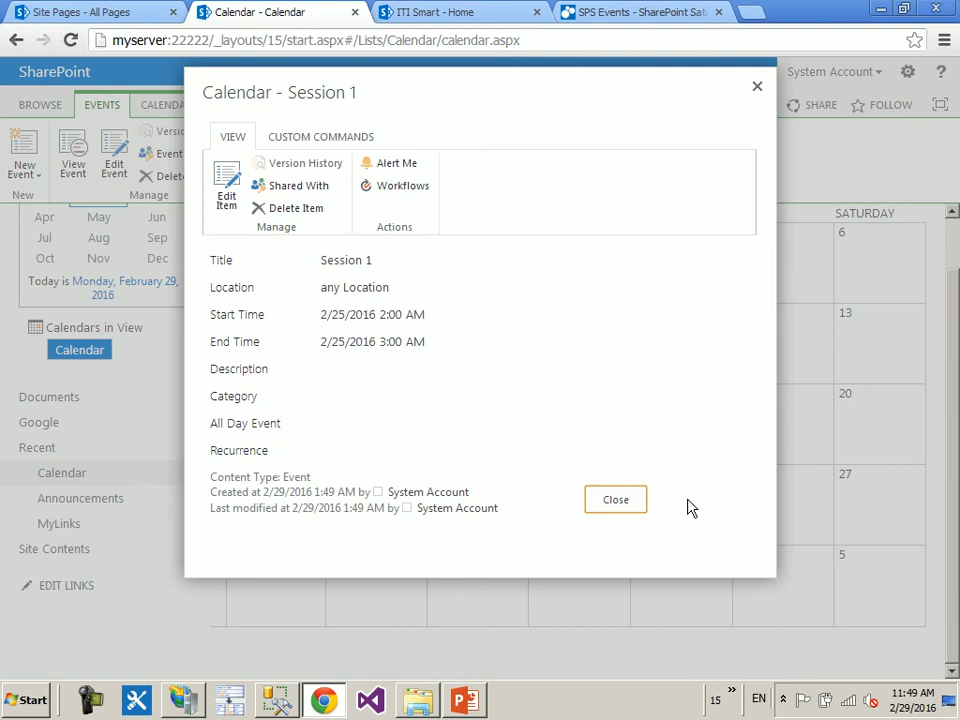 Site Pages - All Pages
Calendar - Calendar
ITI Smart - Home
SPS Events - SharePoint Sat
myserver:22222/_layouts/15/start.aspx#/Lists/Calendar/calendar.aspx
SharePoint
System Account
?
BROWSE
EVENTS
CALENDA
SHARE
FOLLOW
New Event
View Event
Edit Event
Versio
Event
Delete
New
Manage
Calendar - Session 1
VIEW
CUSTOM COMMANDS
Edit Item
Version History
Shared With
Delete Item
Manage
Alert Me
Workflows
Actions
Title Session 1
Location any Location
Start Time 2/25/2016 2:00 AM
End Time 2/25/2016 3:00 AM
Description
Category
All Day Event
Recurrence
Content Type: Event
Created at 2/29/2016 1:49 AM by System Account
Last modified at 2/29/2016 1:49 AM by System Account
Close
Apr May Jun
Jul Aug Sep
Oct Nov Dec
Today is Monday, February 29,
2016
Calendars in View
Calendar
Documents
Google
Recent
Calendar
Announcements
MyLinks
Site Contents
EDIT LINKS
SATURDAY
6
13
20
27
5
Start
15
EN
11:49 AM
2/29/2016